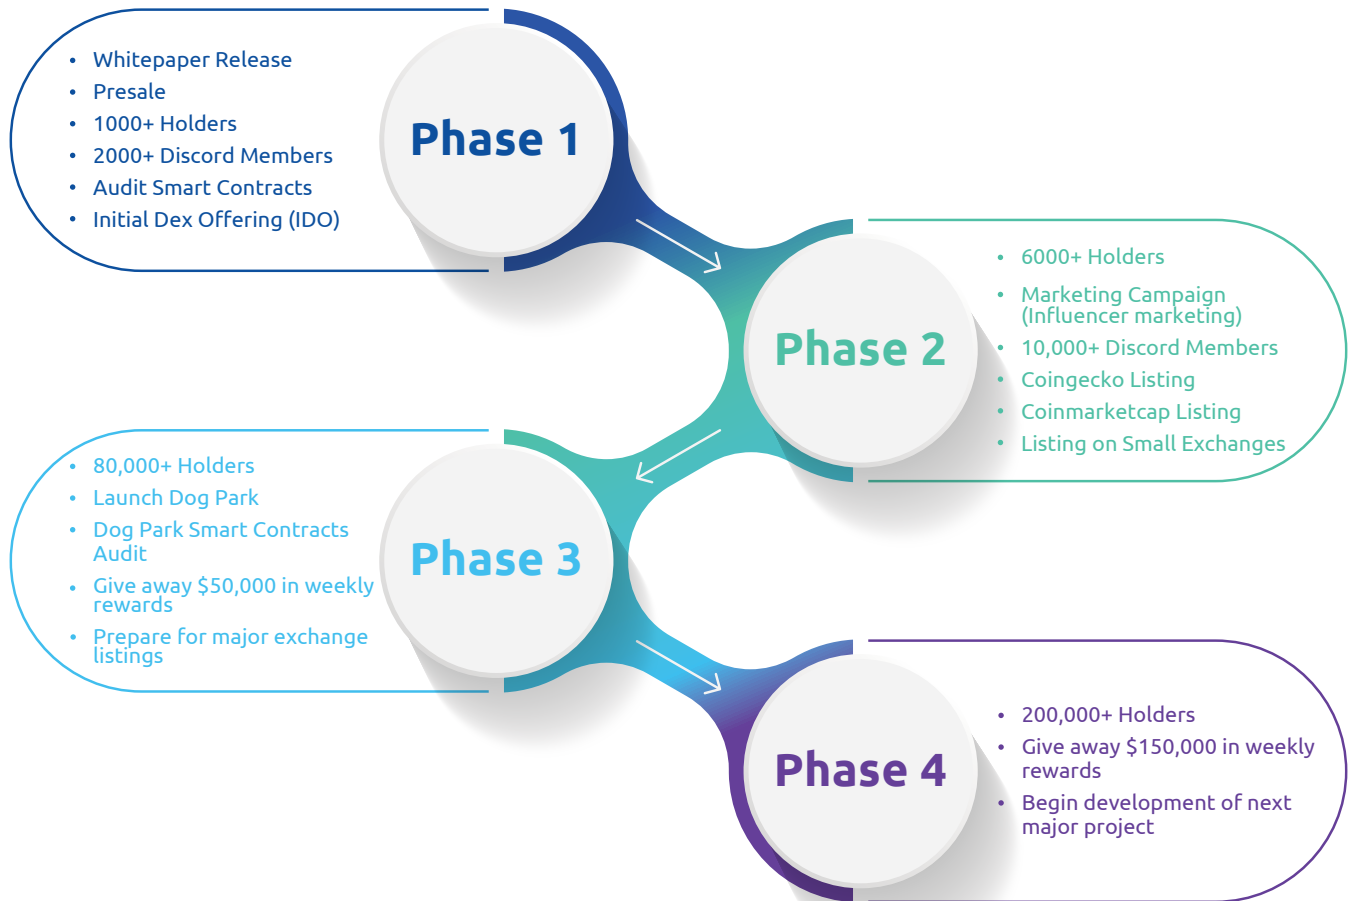 Phase 1
• Whitepaper Release
• Presale
• 1000+ Holders
• 2000+ Discord Members
• Audit Smart Contracts
• Initial Dex Offering (IDO)
Phase 2
• 6000+ Holders
• Marketing Campaign
(Influencer marketing)
• 10,000+ Discord Members
• Coingecko Listing
• Coinmarketcap Listing
• Listing on Small Exchanges
Phase 3
• 80,000+ Holders
• Launch Dog Park
• Dog Park Smart Contracts
Audit
• Give away $50,000 in weekly
rewards
• Prepare for major exchange
listings
Phase 4
• 200,000+ Holders
• Give away $150,000 in weekly
rewards
• Begin development of next
major project